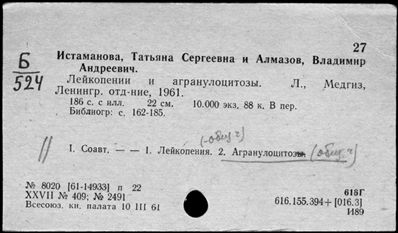 27
Б
524
Истаманова, Татьяна Сергеевна и Алмазов, Владимир
Андреевич.
Лейкопении и агранулоцитозы. Л., Медгиз,
Ленингр. отд-ние, 1961.
186 с. с илл. 22 см. 10.000 экз. 88 к. В пер.
Библиогр: с. 162-185.
(-общ ч)
I. Соавт. — — 1. Лейкопения. 2. Агранулоцитозы. (общ ч)
№ 8020 [61-14933] п 22
XXVII № 409; № 2491
Всесоюз. кн. палата 10 III 61
618Г
616.155.394+[016.3]
И89